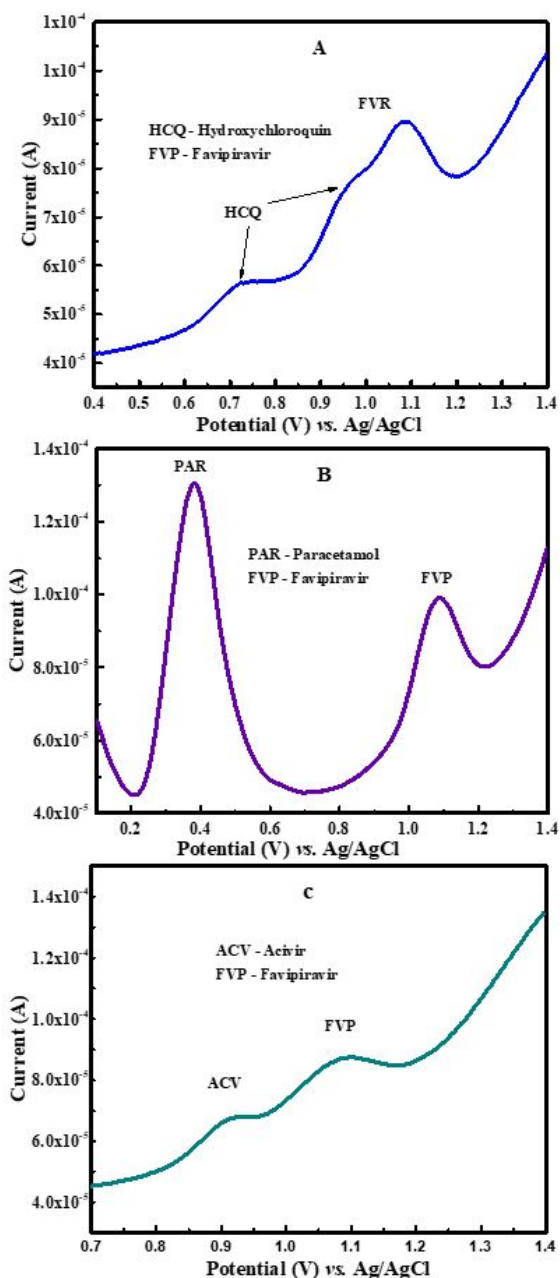 A
1x10⁻⁴
1x10⁻⁴
9x10⁻⁵
8x10⁻⁵
7x10⁻⁵
6x10⁻⁵
5x10⁻⁵
4x10⁻⁵
Current (A)
FVR
HCQ - Hydroxychloroquin
FVP - Favipiravir
HCQ
0.4 0.5 0.6 0.7 0.8 0.9 1.0 1.1 1.2 1.3 1.4
Potential (V) vs. Ag/AgCl
B
1.4x10⁻⁴
1.2x10⁻⁴
1.0x10⁻⁴
8.0x10⁻⁵
6.0x10⁻⁵
4.0x10⁻⁵
Current (A)
PAR
PAR - Paracetamol
FVP - Favipiravir
FVP
0.2 0.4 0.6 0.8 1.0 1.2 1.4
Potential (V) vs. Ag/AgCl
c
1.4x10⁻⁴
1.2x10⁻⁴
1.0x10⁻⁴
8.0x10⁻⁵
6.0x10⁻⁵
4.0x10⁻⁵
Current (A)
ACV - Acivir
FVP - Favipiravir
FVP
ACV
0.7 0.8 0.9 1.0 1.1 1.2 1.3 1.4
Potential (V) vs. Ag/AgCl